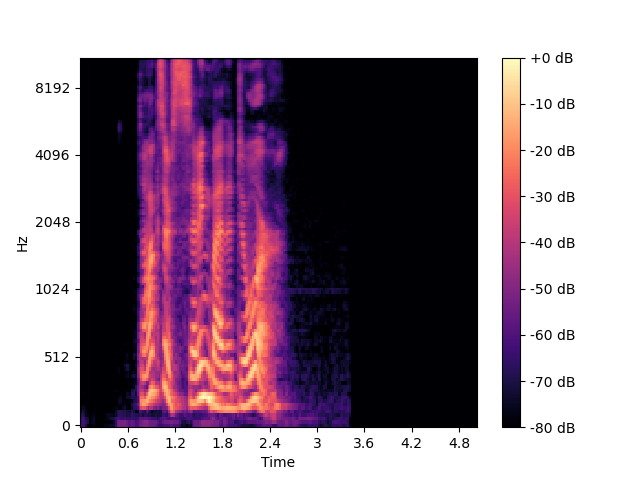 +0 dB
8192
-10 dB
4096
-20 dB
-30 dB
2048
Hz
-40 dB
1024
-50 dB
512
-60 dB
-70 dB
0
-80 dB
0 0.6 1.2 1.8 2.4 3 3.6 4.2 4.8
Time